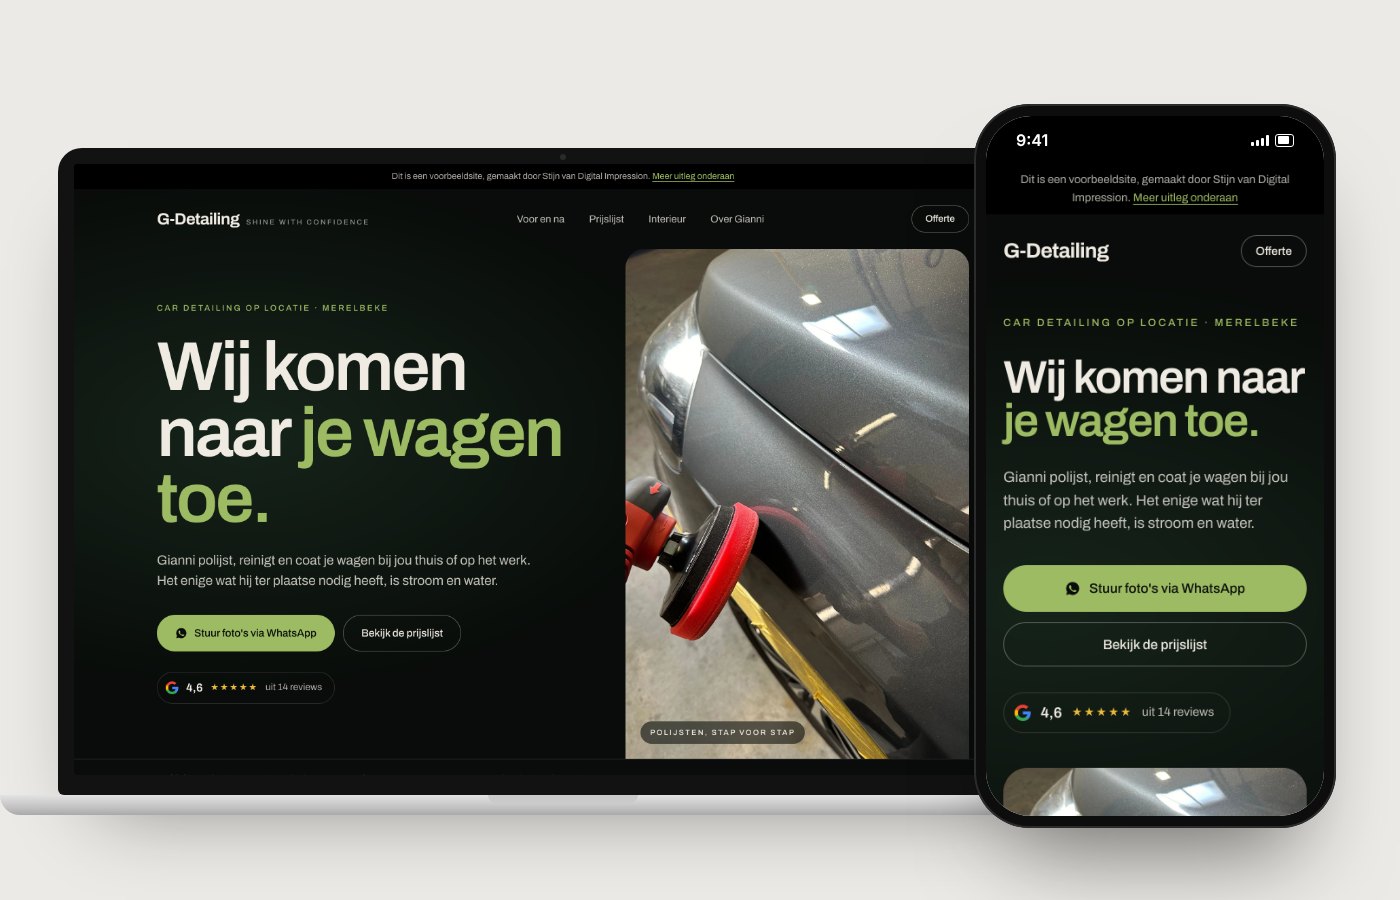 Dit is een voorbeeldsite, gemaakt door Stijn van Digital Impression. Meer uitleg onderaan
G-Detailing SHINE WITH CONFIDENCE
Voor en na
Prijslijst
Interieur
Over Gianni
Offerte
CAR DETAILING OP LOCATIE · MERELBEKE
Wij komen
naar je wagen
toe.
Gianni polijst, reinigt en coat je wagen bij jou thuis of op het werk.
Het enige wat hij ter plaatse nodig heeft, is stroom en water.
Stuur foto's via WhatsApp
Bekijk de prijslijst
4,6 ★★★★★ uit 14 reviews
POLIJSTEN, STAP VOOR STAP
9:41
Dit is een voorbeeldsite, gemaakt door Stijn van Digital
Impression. Meer uitleg onderaan
G-Detailing
Offerte
CAR DETAILING OP LOCATIE · MERELBEKE
Wij komen naar
je wagen toe.
Gianni polijst, reinigt en coat je wagen bij jou
thuis of op het werk. Het enige wat hij ter
plaatse nodig heeft, is stroom en water.
Stuur foto's via WhatsApp
Bekijk de prijslijst
4,6 ★★★★★ uit 14 reviews